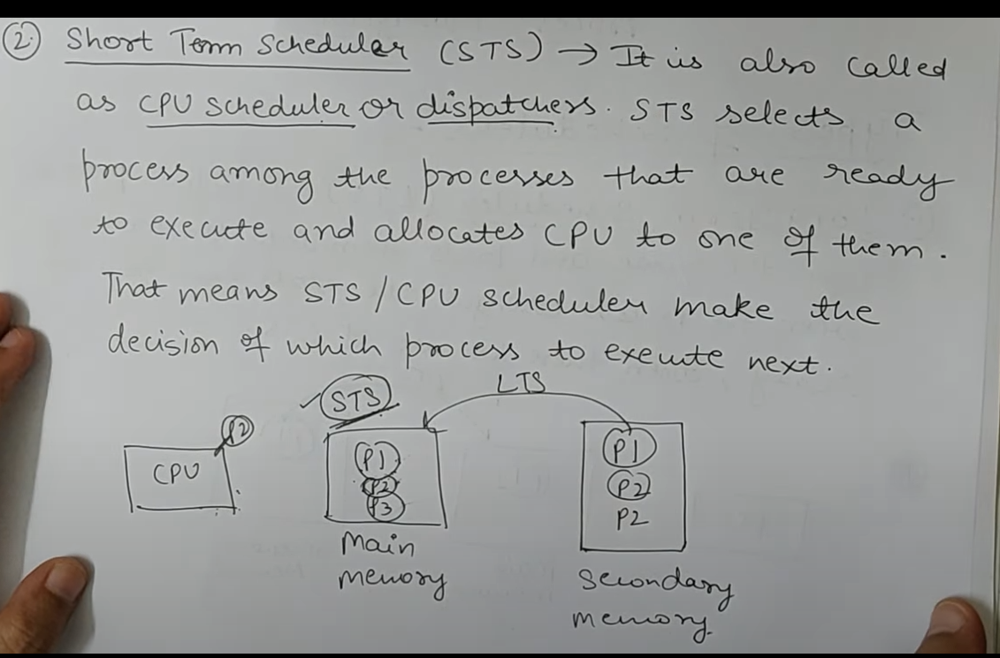 ② Short Term Schedular (STS) → It is also called
as CPU scheduler or dispatchers. STS selects a
process among the processes that are ready
to execute and allocates CPU to one of them.
That means STS / CPU scheduler make the
decision of which process to execute next.
LTS
STS
P2
CPU
P1
P2
P3
P1
P2
P2
Main
memory
Secondary
memory.